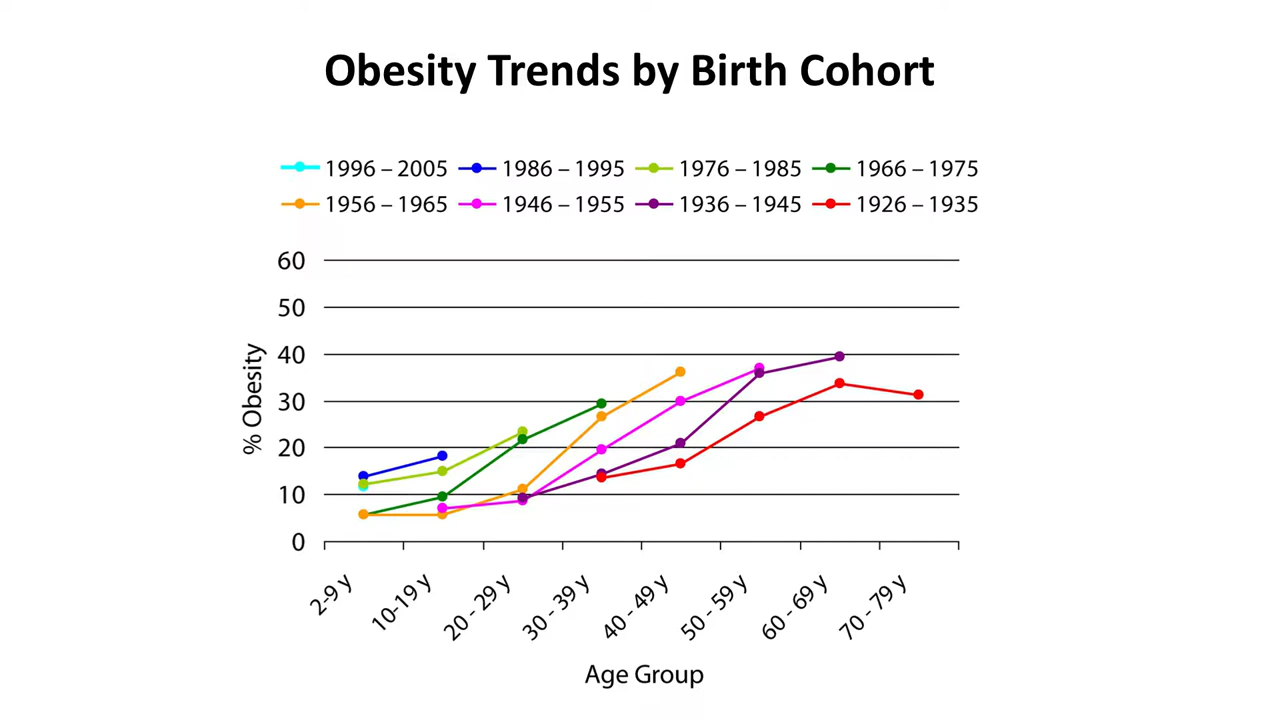 Obesity Trends by Birth Cohort
1996 – 2005 1986 – 1995 1976 – 1985 1966 – 1975
1956 – 1965 1946 – 1955 1936 – 1945 1926 – 1935
60
50
40
30
20
10
0
% Obesity
2-9 y
10-19 y
20 - 29 y
30 - 39 y
40 - 49 y
50 - 59 y
60 - 69 y
70 - 79 y
Age Group